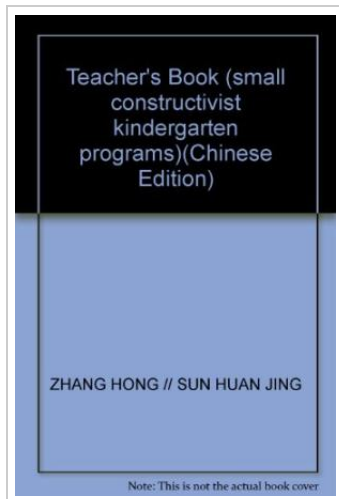 Teacher's Book (small
constructivist
kindergarten
programs)(Chinese
Edition)
ZHANG HONG // SUN HUAN JING
Note: This is not the actual book cover